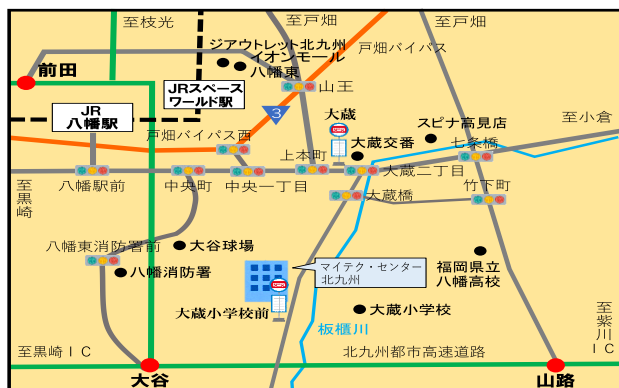 至枝光
至戸畑
至戸畑
ジアウトレット北九州
イオンモール
八幡東
戸畑バイパス
前田
JRスペース
ワールド駅
山王
JR
八幡駅
3
大蔵
スピナ高見店
至小倉
戸畑バイパス西
大蔵交番
七条橋
上本町
大蔵二丁目
至黒崎
八幡駅前
中央町
中央一丁目
大蔵橋
竹下町
八幡東消防署前
大谷球場
八幡消防署
マイテク・センター
北九州
福岡県立
八幡高校
大蔵小学校前
大蔵小学校
板櫃川
至紫川IC
至黒崎IC
北九州都市高速道路
大谷
山路